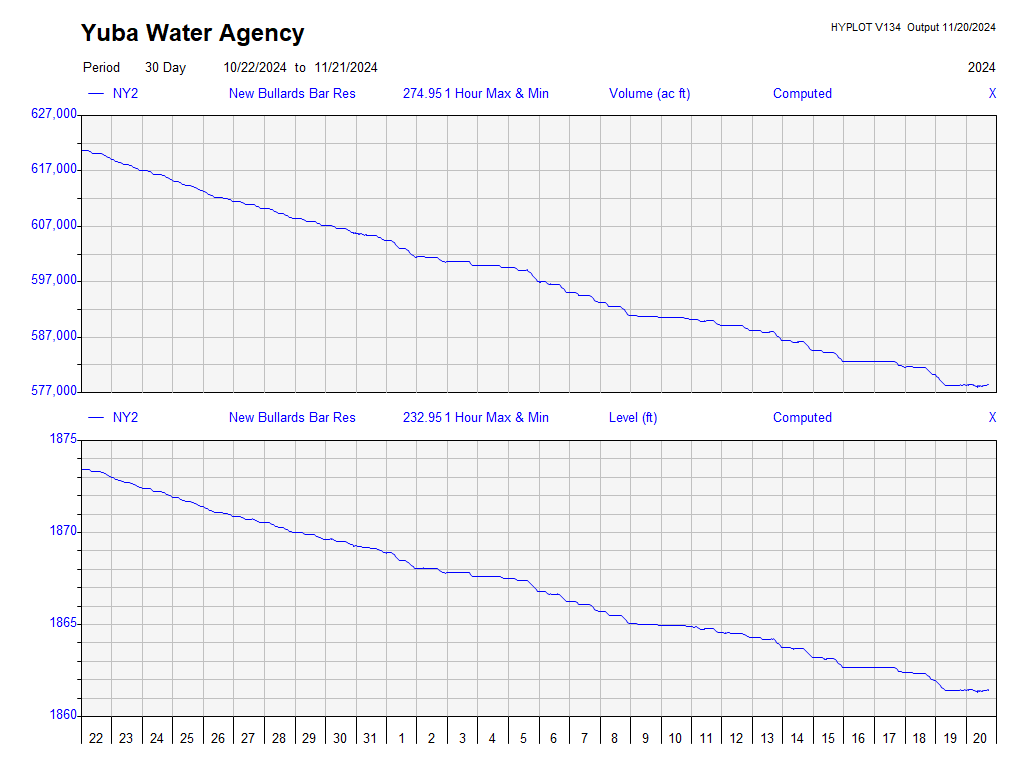 Yuba Water Agency
HYPLOT V134 Output 11/20/2024
Period 30 Day 10/22/2024 to 11/21/2024 2024
NY2 New Bullards Bar Res 274.95 1 Hour Max & Min Volume (ac ft) Computed X
627,000
617,000
607,000
597,000
587,000
577,000
NY2 New Bullards Bar Res 232.95 1 Hour Max & Min Level (ft) Computed X
1875
1870
1865
1860
22 23 24 25 26 27 28 29 30 31 1 2 3 4 5 6 7 8 9 10 11 12 13 14 15 16 17 18 19 20